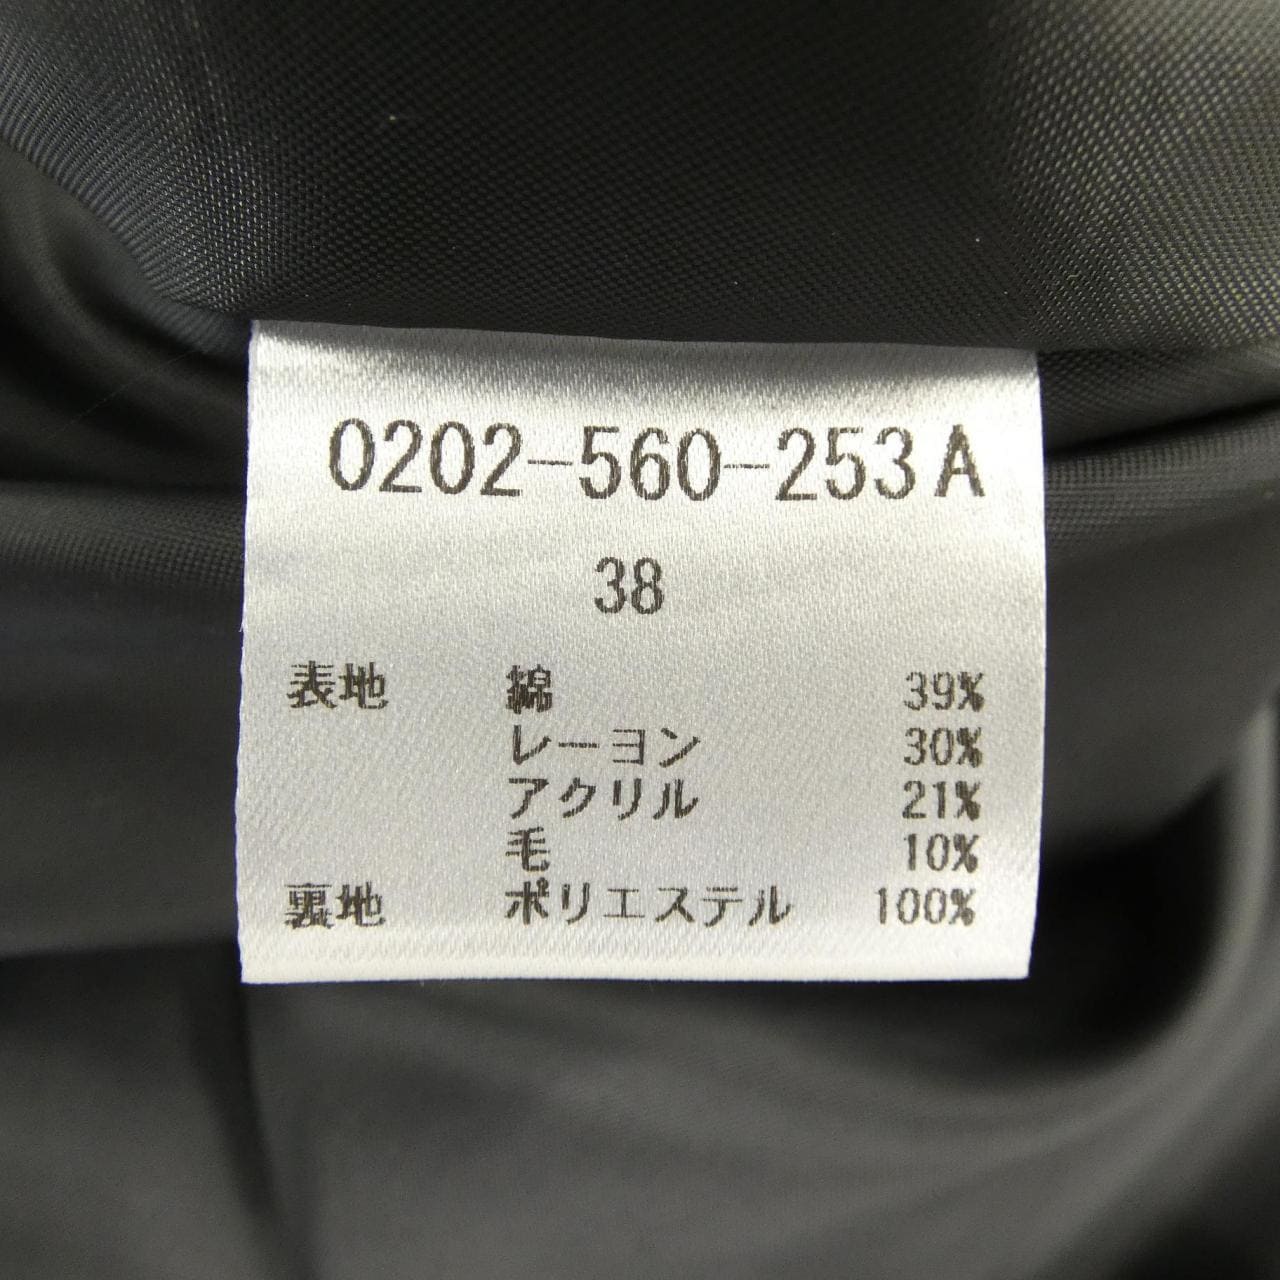 0202-560-253A
38
表地 綿 39%
レーヨン 30%
アクリル 21%
毛 10%
裏地 ポリエステル 100%